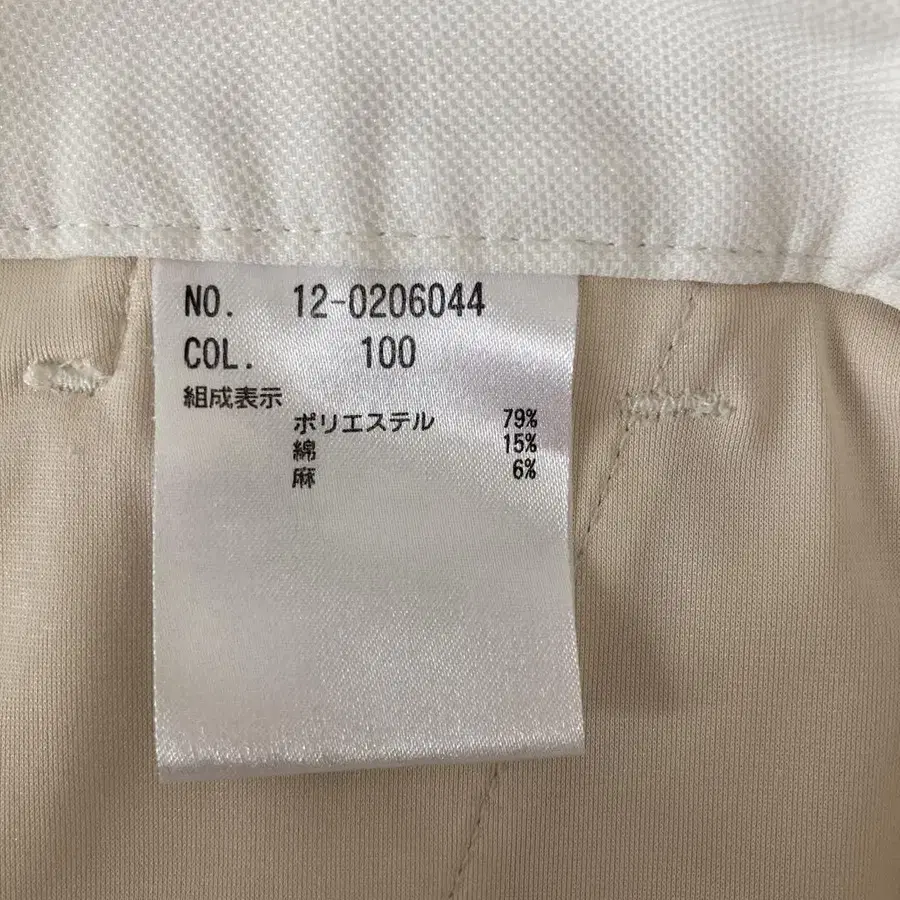 NO. 12-0206044
COL. 100
組成表示
ポリエステル 79%
綿 15%
麻 6%